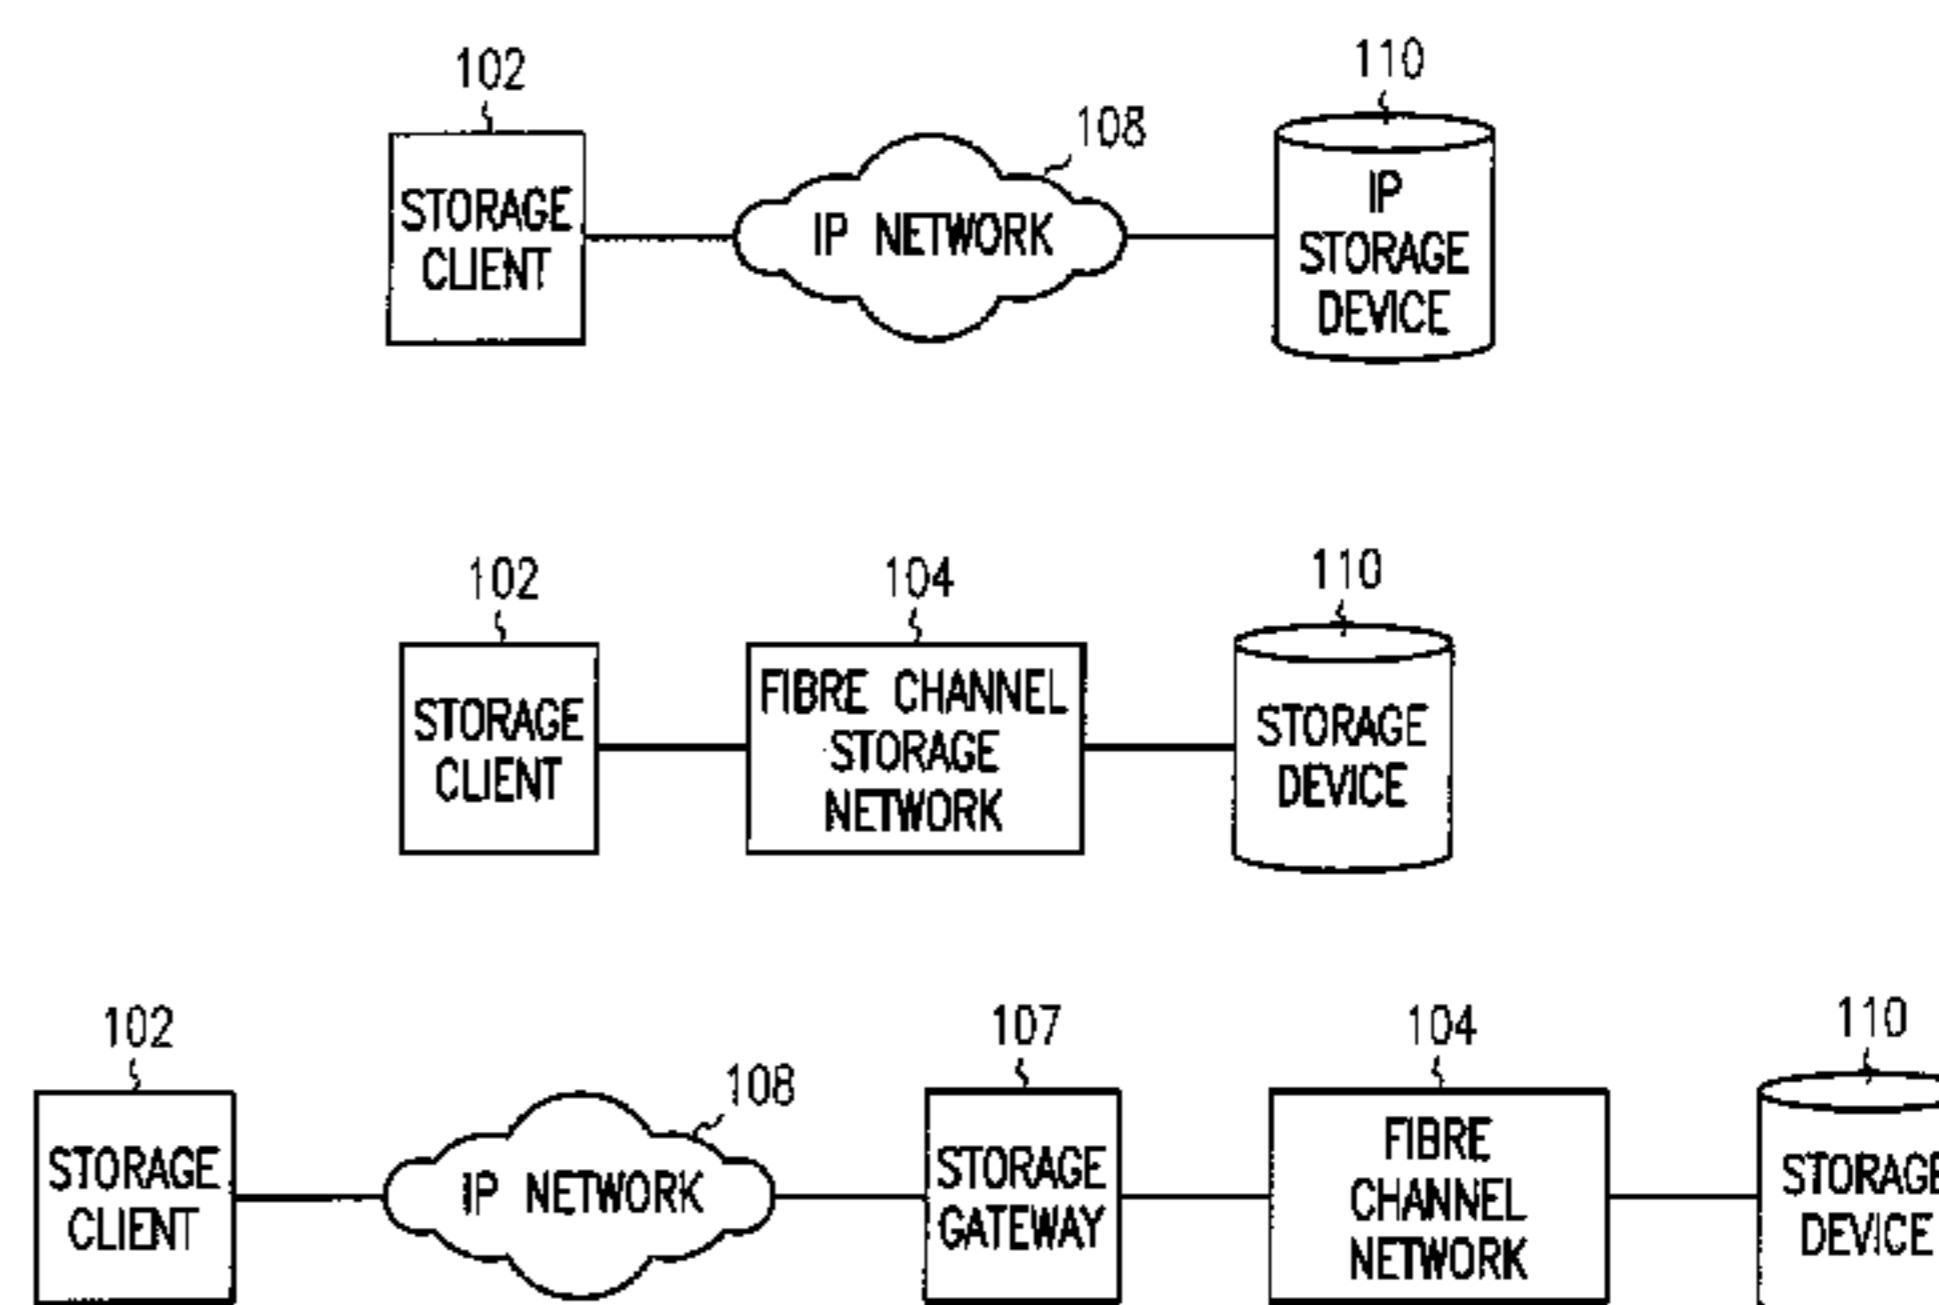 102
108
110
STORAGE
CLIENT
IP NETWORK
IP
STORAGE
DEVICE
102
104
110
STORAGE
CLIENT
FIBRE CHANNEL
STORAGE
NETWORK
STORAGE
DEVICE
102
108
107
104
110
STORAGE
CLIENT
IP NETWORK
STORAGE
GATEWAY
FIBRE
CHANNEL
NETWORK
STORAGE
DEVICE